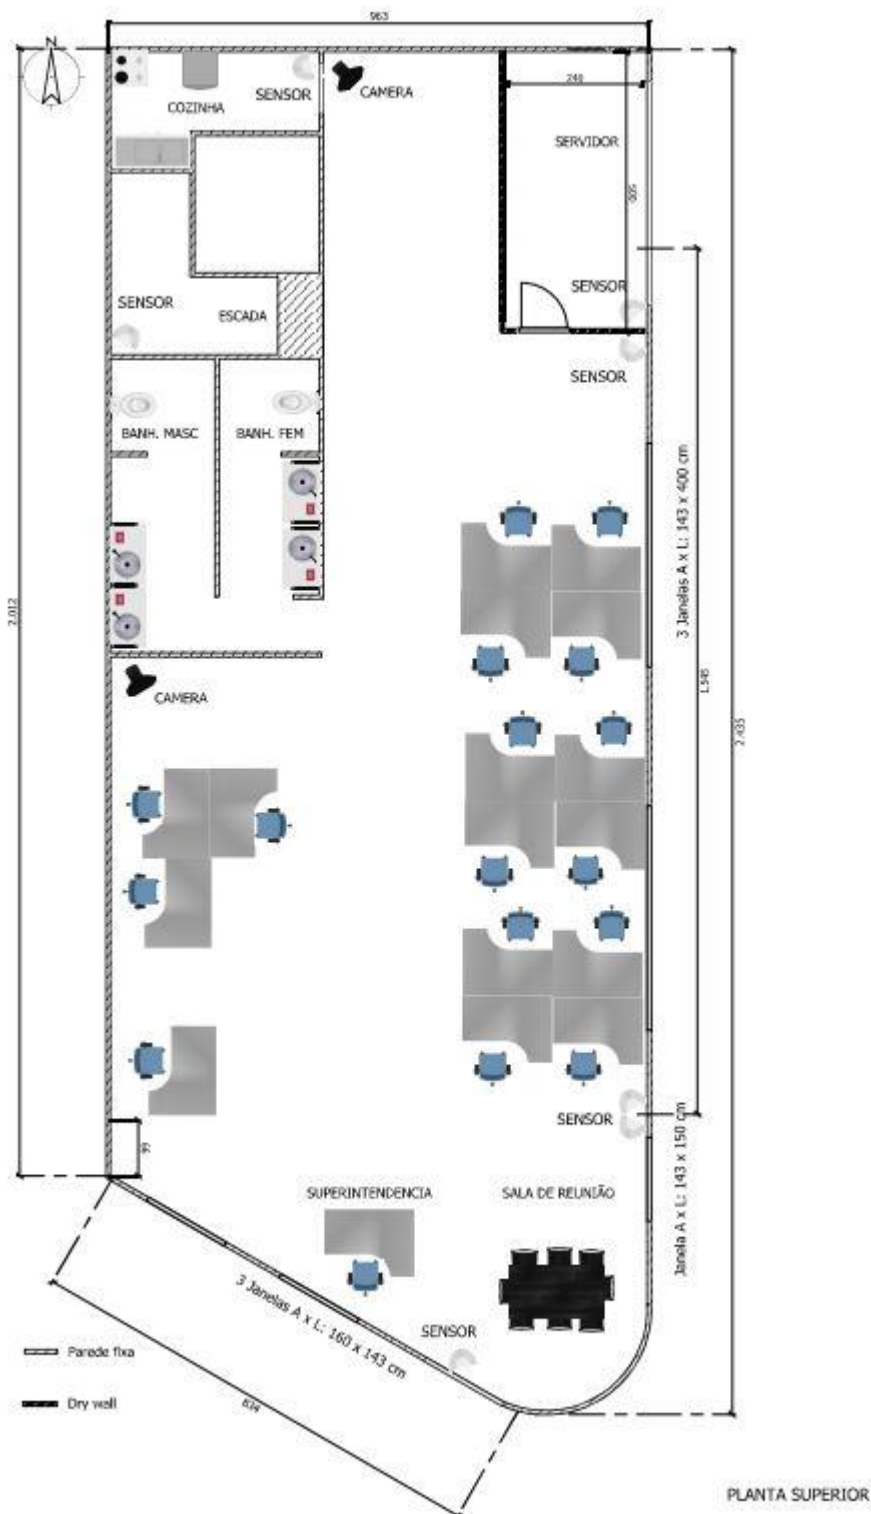 963
N
COZINHA
SENSOR
CAMERA
240
SERVIDOR
500
SENSOR
SENSOR
ESCADA
SENSOR
BANH. MASC
BANH. FEM
3 Janelas A x L: 143 x 400 cm
2.012
1.545
2.435
CAMERA
SENSOR
99
Janela A x L: 143 x 150 cm
SUPERINTENDENCIA
SALA DE REUNIÃO
3 Janelas A x L: 160 x 143 cm
SENSOR
Parede fixa
Dry wall
834
PLANTA SUPERIOR